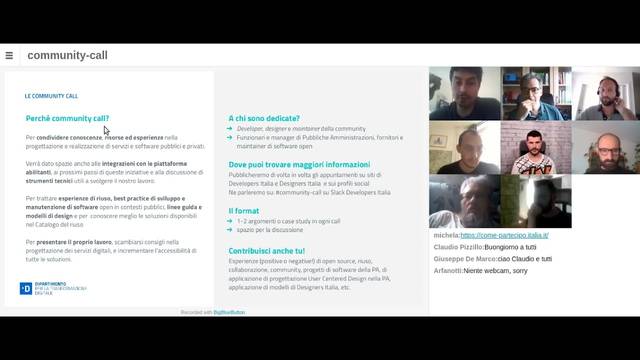 community-call
LE COMMUNITY CALL
Perchè community call?
Per condividere conoscenze, risorse ed esperienze nella
progettazione e realizzazione di servizi e software pubblici e privati.
Verrà dato spazio anche alle integrazioni con le piattaforme
abilitanti, ai prossimi passi di queste iniziative e alla discussione di
strumenti tecnici utili a svolgere il nostro lavoro.
Per trattare esperienze di riuso, best practice di sviluppo e
manutenzione di software open in contesti pubblici, linee guida e
modelli di design e per conoscere meglio le soluzioni disponibili
nel Catalogo del riuso
Per presentare il proprio lavoro, scambiarsi consigli nella
progettazione dei servizi digitali, e incrementare l'accessibilità di
tutte le soluzioni.
DIPARTIMENTO
PER LA TRASFORMAZIONE
DIGITALE
A chi sono dedicate?
➔ Developer, designer e maintainer della community
➔ Funzionari e manager di Pubbliche Amministrazioni, fornitori e
maintainer di software open
Dove puoi trovare maggiori informazioni
Pubblicheremo di volta in volta gli appuntamenti su siti di
Developers Italia e Designers Italia e sui profili social
Ne parleremo su: #community-call su Slack Developers Italia
Il format
➔ 1-2 argomenti o case study in ogni call
➔ spazio per la discussione
Contribuisci anche tu!
Esperienze (positive o negative!) di open source, riuso,
collaborazione, community, progetti di software della PA, di
applicazione di progettazione User Centered Design nella PA,
applicazione di modelli di Designers Italia, etc.
michela:https://come-partecipo.italia.it/
Claudio Pizzillo:Buongiorno a tutti
Giuseppe De Marco:ciao Claudio e tutti
Arfanotti:Niente webcam, sorry
Recorded with BigBlueButton